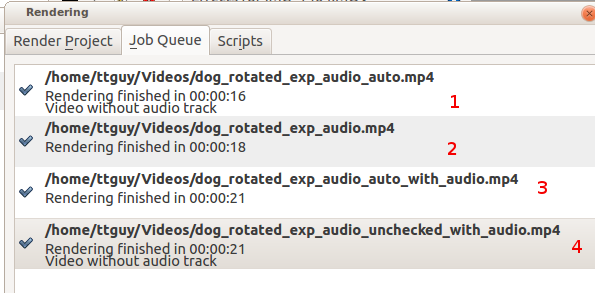 Rendering
Render Project
Job Queue
Scripts
/home/ttguy/Videos/dog_rotated_exp_audio_auto.mp4
Rendering finished in 00:00:16
Video without audio track
1
/home/ttguy/Videos/dog_rotated_exp_audio.mp4
Rendering finished in 00:00:18
2
/home/ttguy/Videos/dog_rotated_exp_audio_auto_with_audio.mp4
Rendering finished in 00:00:21
3
/home/ttguy/Videos/dog_rotated_exp_audio_unchecked_with_audio.mp4
Rendering finished in 00:00:21
Video without audio track
4